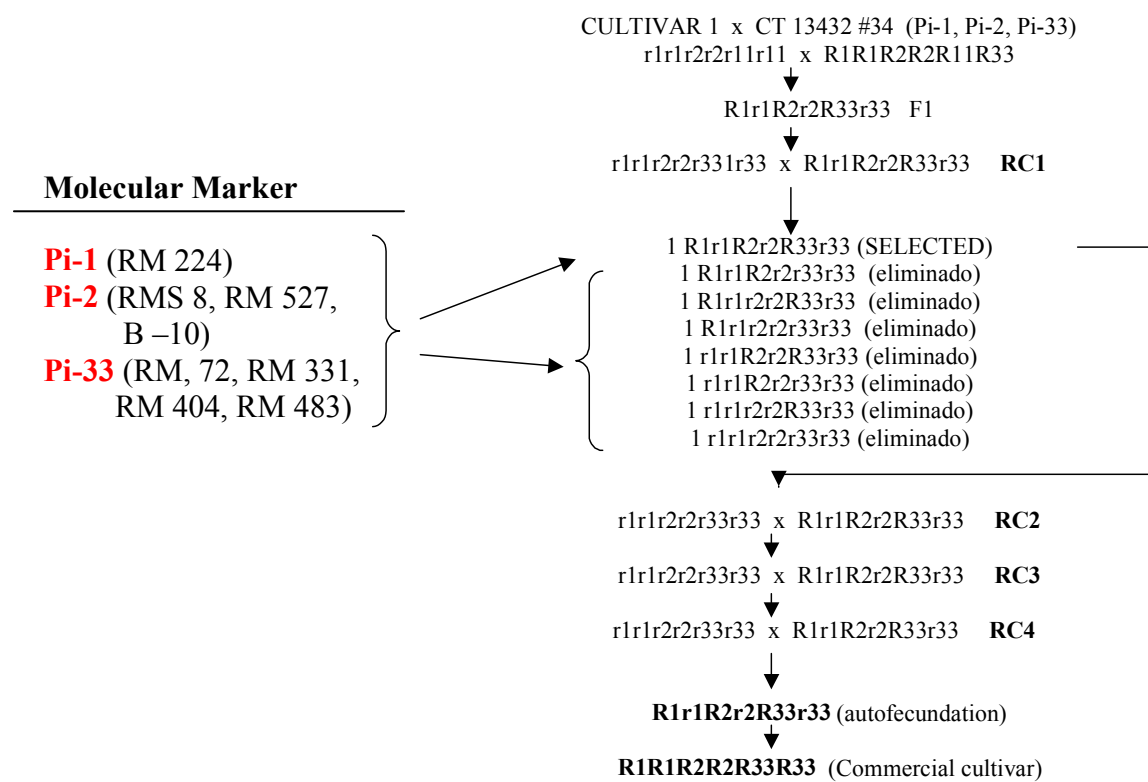 CULTIVAR 1 x CT 13432 #34 (Pi-1, Pi-2, Pi-33)
r1r1r2r2r11r11 x R1R1R2R2R11R33
R1r1R2r2R33r33 F1
r1r1r2r2r331r33 x R1r1R2r2R33r33 RC1
Molecular Marker
Pi-1 (RM 224)
Pi-2 (RMS 8, RM 527,
B –10)
Pi-33 (RM, 72, RM 331,
RM 404, RM 483)
1 R1r1R2r2R33r33 (SELECTED)
1 R1r1R2r2r33r33 (eliminado)
1 R1r1r2r2R33r33 (eliminado)
1 R1r1r2r2r33r33 (eliminado)
1 r1r1R2r2R33r33 (eliminado)
1 r1r1R2r2r33r33 (eliminado)
1 r1r1r2r2R33r33 (eliminado)
1 r1r1r2r2r33r33 (eliminado)
r1r1r2r2r33r33 x R1r1R2r2R33r33 RC2
r1r1r2r2r33r33 x R1r1R2r2R33r33 RC3
r1r1r2r2r33r33 x R1r1R2r2R33r33 RC4
R1r1R2r2R33r33 (autofecundation)
R1R1R2R2R33R33 (Commercial cultivar)